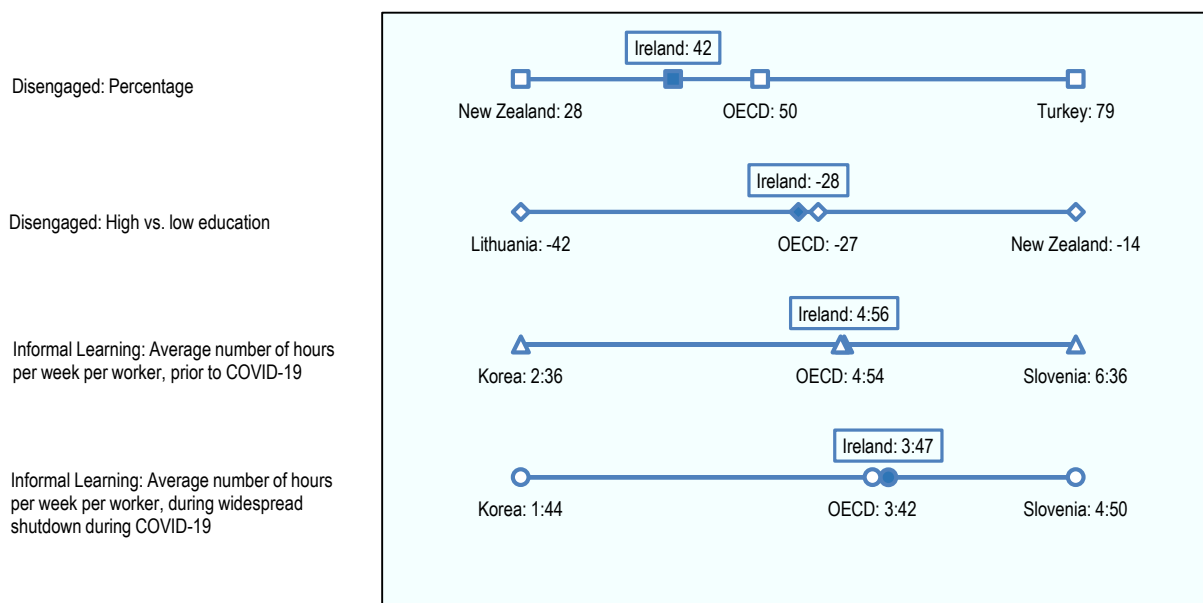 Ireland: 42
Disengaged: Percentage
New Zealand: 28
OECD: 50
Turkey: 79
Ireland: -28
Disengaged: High vs. low education
Lithuania: -42
OECD: -27
New Zealand: -14
Ireland: 4:56
Informal Learning: Average number of hours
per week per worker, prior to COVID-19
Korea: 2:36
OECD: 4:54
Slovenia: 6:36
Ireland: 3:47
Informal Learning: Average number of hours
per week per worker, during widespread
shutdown during COVID-19
Korea: 1:44
OECD: 3:42
Slovenia: 4:50